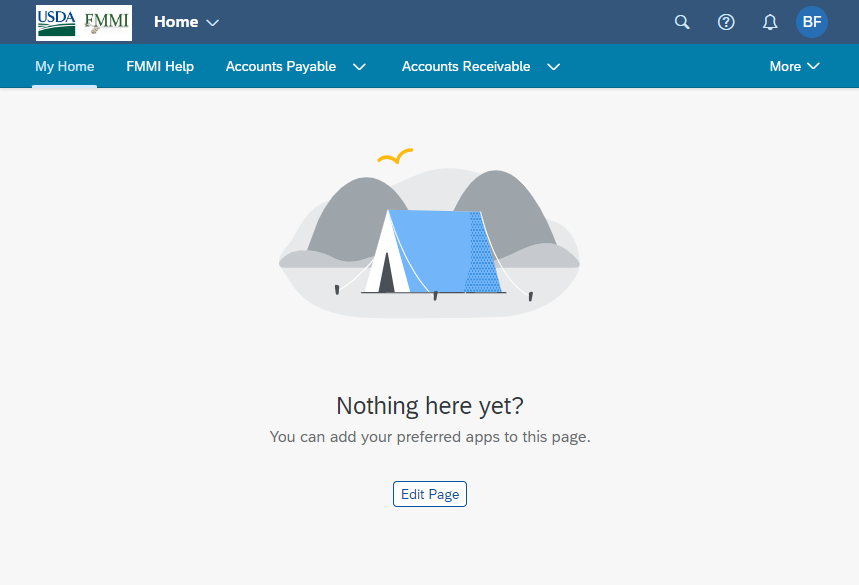 USDA FMMI Home BF
My Home FMMI Help Accounts Payable Accounts Receivable More
Nothing here yet?
You can add your preferred apps to this page.
Edit Page